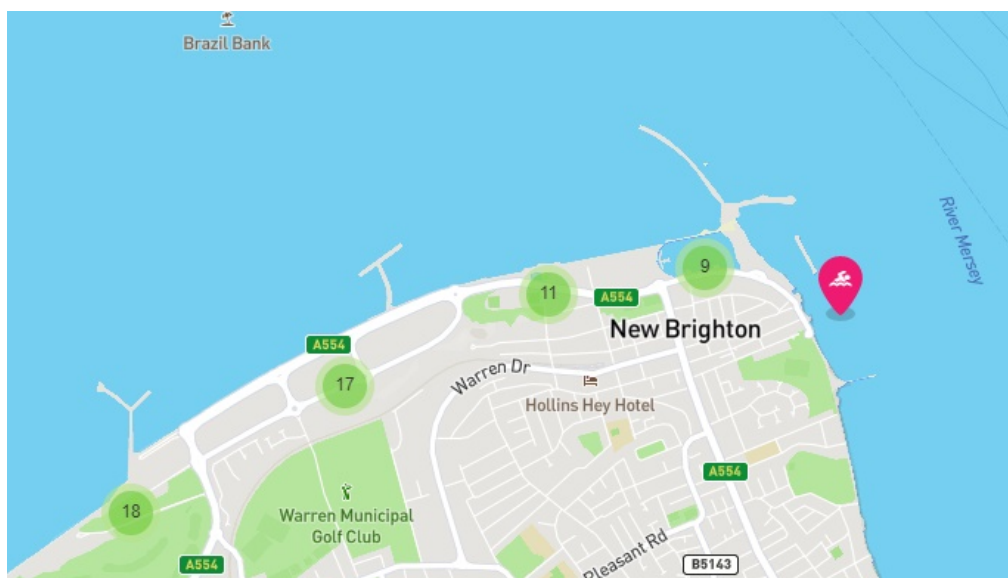 Brazil Bank
River Mersey
9
11
A554
New Brighton
A554
17
Warren Dr
Hollins Hey Hotel
A554
18
Warren Municipal
Golf Club
Pleasant Rd
A554
B5143